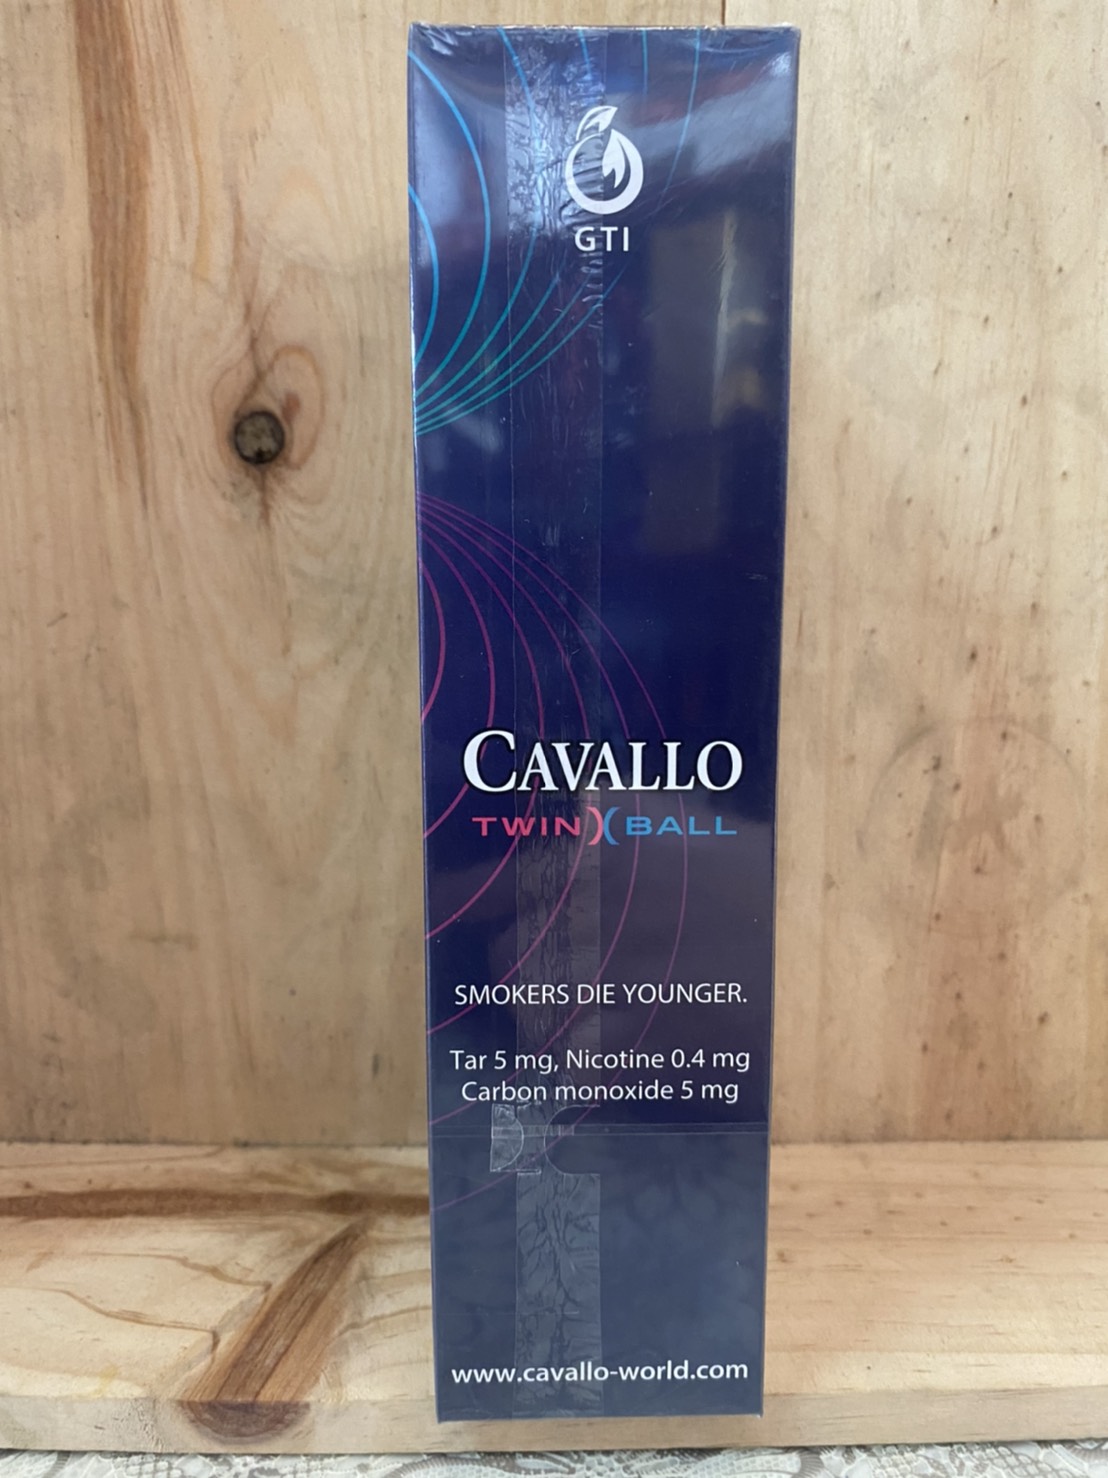 GTI
CAVALLO
TWIN BALL
SMOKERS DIE YOUNGER.
Tar 5 mg, Nicotine 0.4 mg
Carbon monoxide 5 mg
www.cavallo-world.com